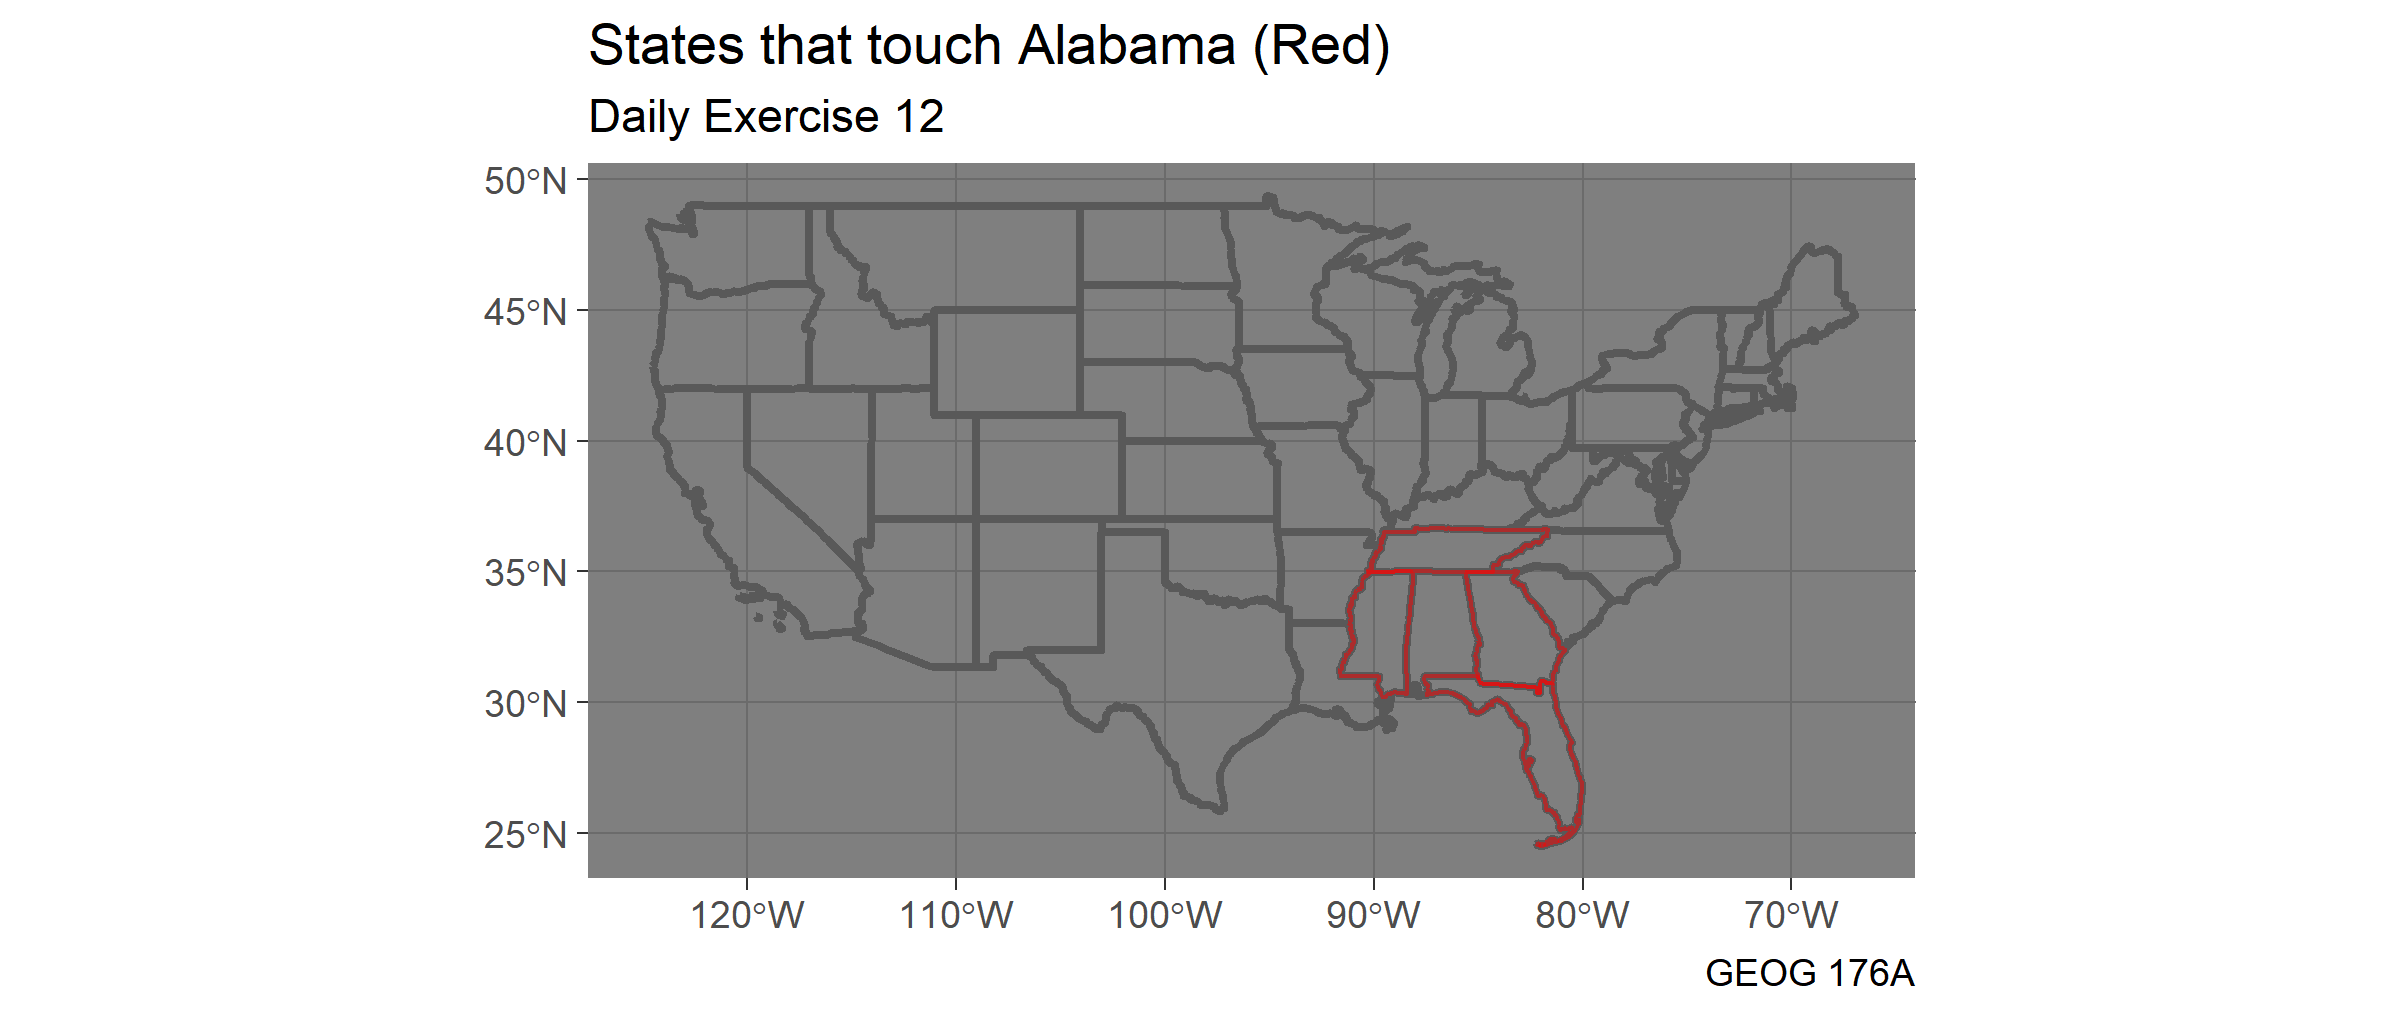 States that touch Alabama (Red)
Daily Exercise 12
50°N
45°N
40°N
35°N
30°N
25°N
120°W 110°W 100°W 90°W 80°W 70°W
GEOG 176A